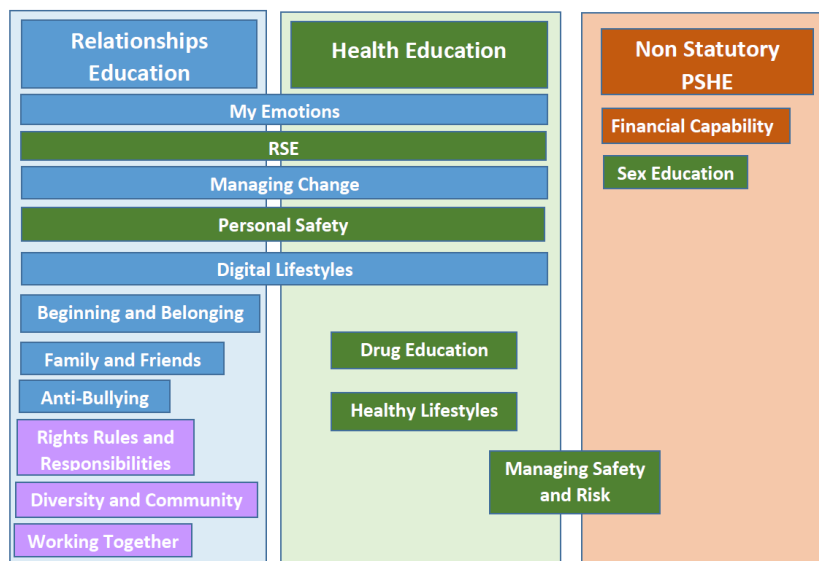 Relationships
Education
Health Education
Non Statutory
PSHE
My Emotions
RSE
Managing Change
Personal Safety
Digital Lifestyles
Beginning and Belonging
Family and Friends
Anti-Bullying
Rights Rules and
Responsibilities
Diversity and Community
Working Together
Drug Education
Healthy Lifestyles
Managing Safety
and Risk
Financial Capability
Sex Education